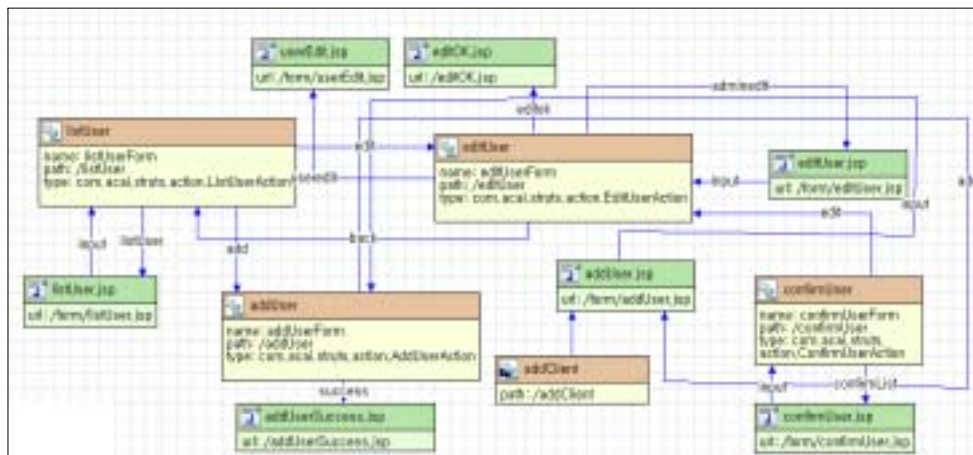 userEdit.jsp
url: /form/userEdit.jsp
editOK.jsp
url: /editOK.jsp
adminedit
editok
listUser
name: listUserForm
path: /listUser
type: com.acai.struts.action.ListUserAction
edit
editUser
name: editUserForm
path: /editUser
type: com.acai.struts.action.EditUserAction
input
editUser.jsp
url: /form/editUser.jsp
input
listUser
add
back
input
edit
listUser.jsp
url: /form/listUser.jsp
addUser
name: addUserForm
path: /addUser
type: com.acai.struts.action.AddUserAction
addUser.jsp
url: /form/addUser.jsp
confirmUser
name: confirmUserForm
path: /confirmUser
type: com.acai.struts.
action.ConfirmUserAction
addClient
path: /addClient
success
input
confirmList
addUserSuccess.jsp
url: /addUserSuccess.jsp
confirmUser.jsp
url: /form/confirmUser.jsp